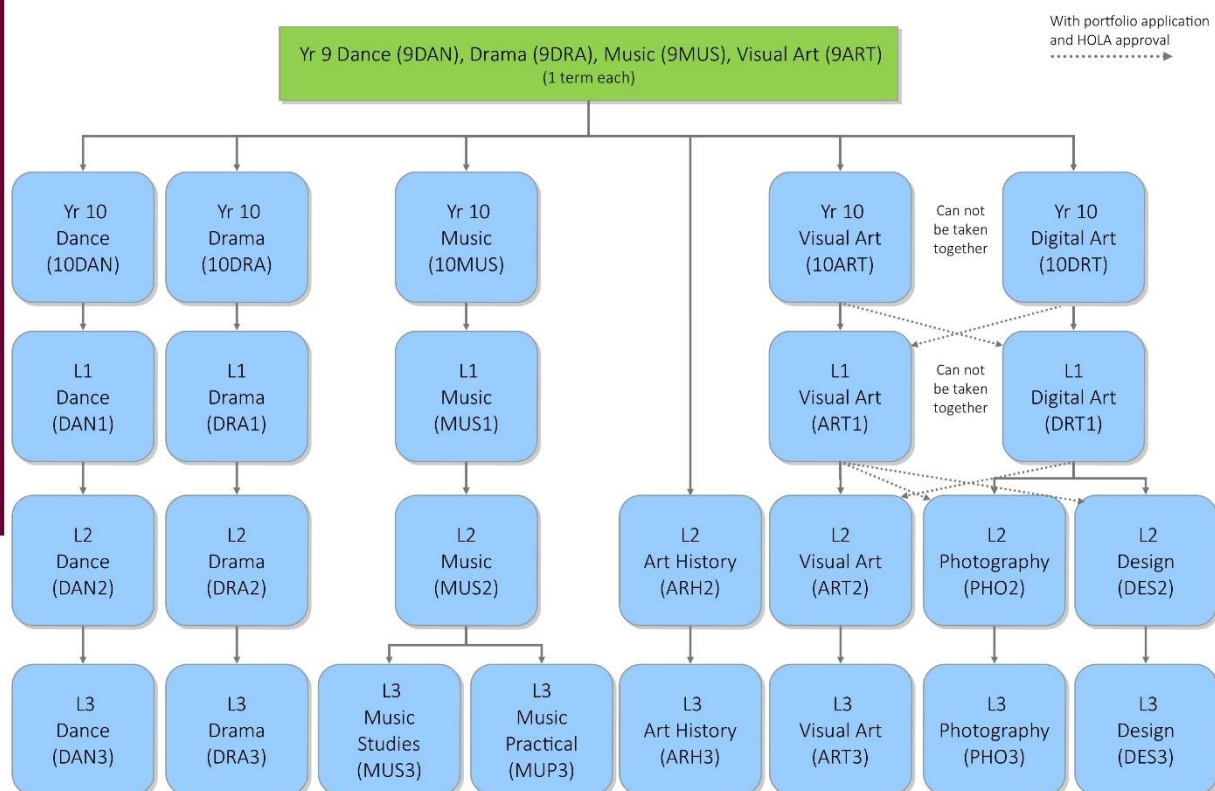 With portfolio application
and HOLA approval
Yr 9 Dance (9DAN), Drama (9DRA), Music (9MUS), Visual Art (9ART)
(1 term each)
Yr 10
Dance
(10DAN)
Yr 10
Drama
(10DRA)
Yr 10
Music
(10MUS)
Yr 10
Visual Art
(10ART)
Can not
be taken
together
Yr 10
Digital Art
(10DRT)
L1
Dance
(DAN1)
L1
Drama
(DRA1)
L1
Music
(MUS1)
L1
Visual Art
(ART1)
Can not
be taken
together
L1
Digital Art
(DRT1)
L2
Dance
(DAN2)
L2
Drama
(DRA2)
L2
Music
(MUS2)
L2
Art History
(ARH2)
L2
Visual Art
(ART2)
L2
Photography
(PHO2)
L2
Design
(DES2)
L3
Dance
(DAN3)
L3
Drama
(DRA3)
L3
Music
Studies
(MUS3)
L3
Music
Practical
(MUP3)
L3
Art History
(ARH3)
L3
Visual Art
(ART3)
L3
Photography
(PHO3)
L3
Design
(DES3)